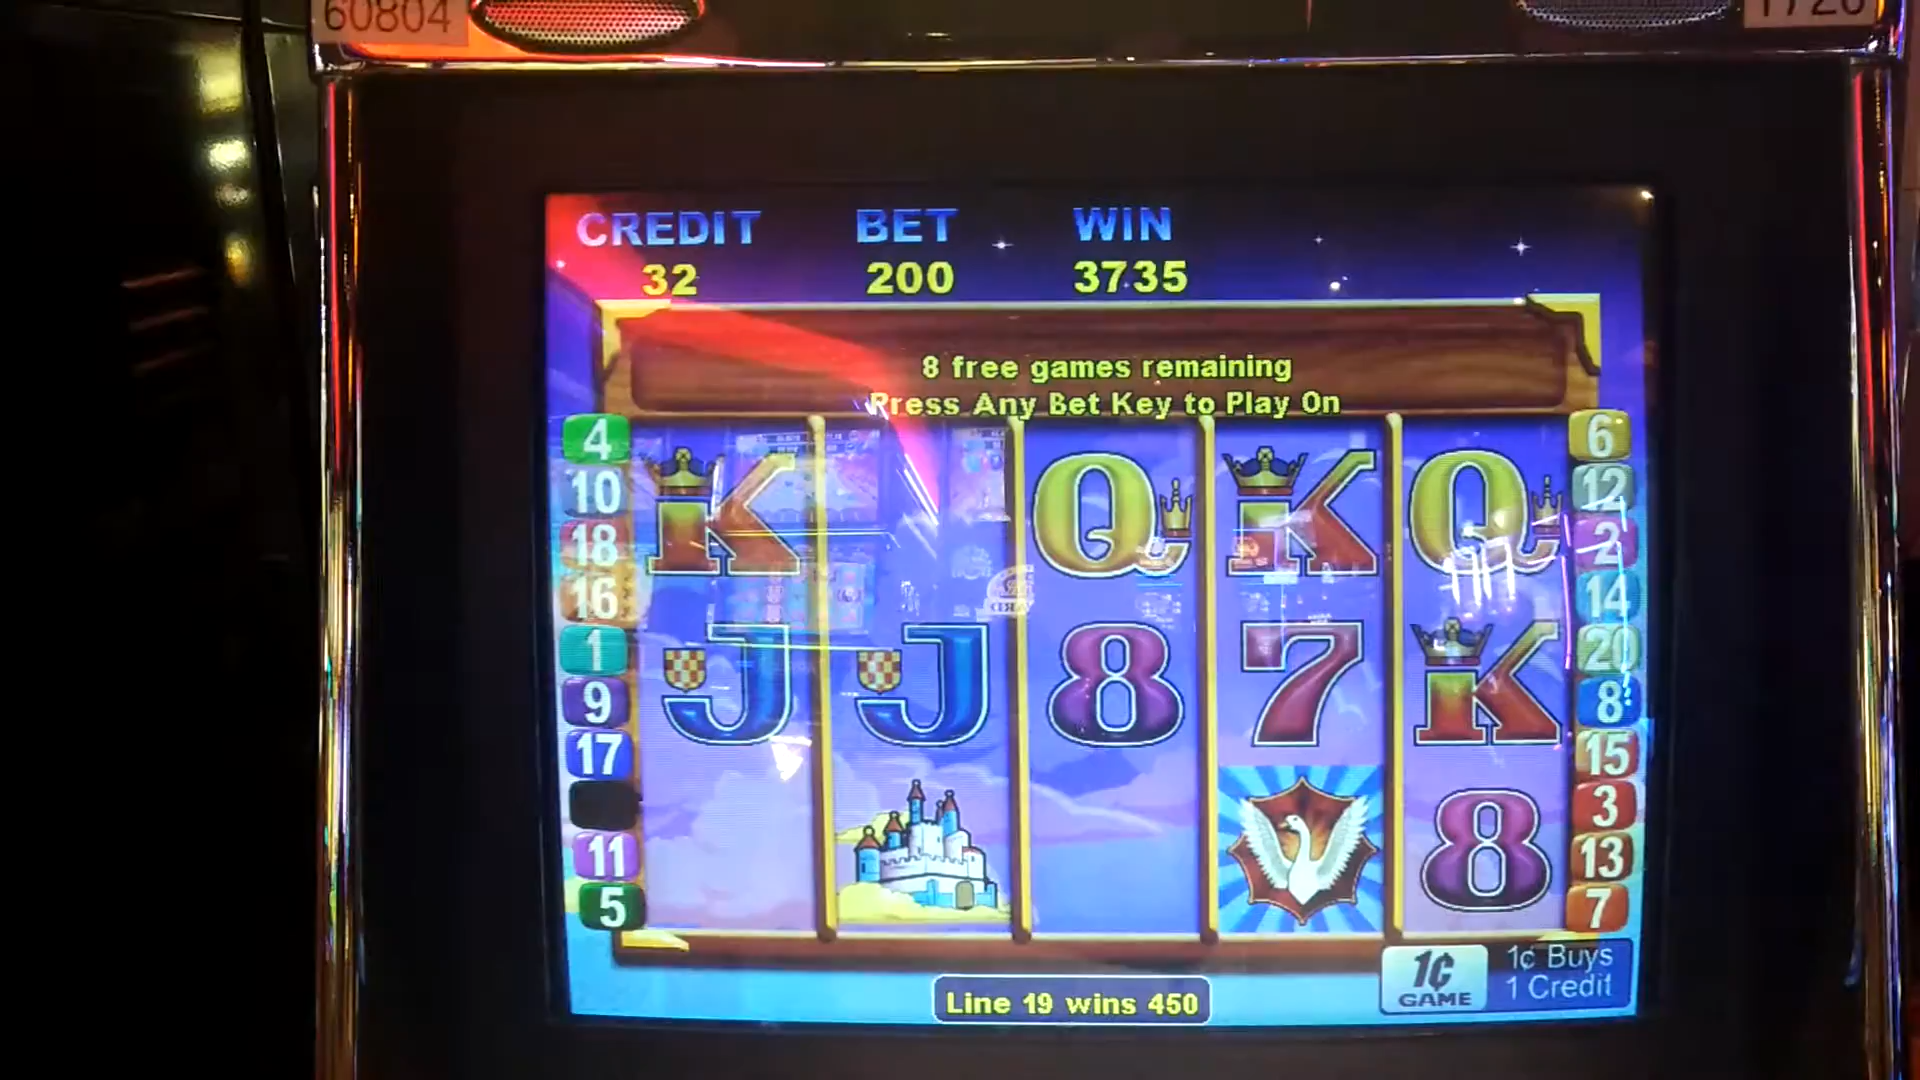 60804
1726
CREDIT BET WIN
32 200 3735
8 free games remaining
Press Any Bet Key to Play On
4 6
10 12
18 2
16 14
1 20
9 8
17 15
3
11 13
5 7
K Q K Q
J J 8 7 K
8
1¢ GAME
1¢ Buys
1 Credit
Line 19 wins 450